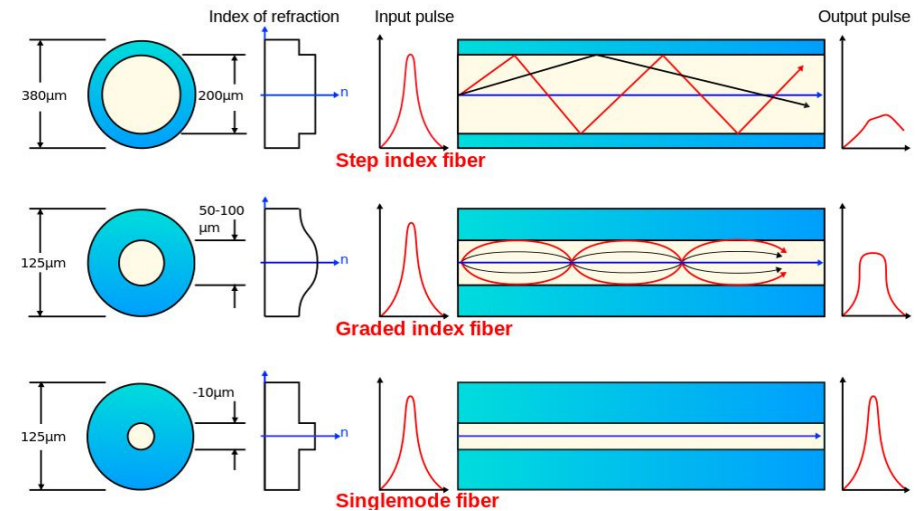 Index of refraction
Input pulse
Output pulse
380µm
200µm
n
Step index fiber
50-100
µm
125µm
n
Graded index fiber
-10µm
125µm
n
Singlemode fiber